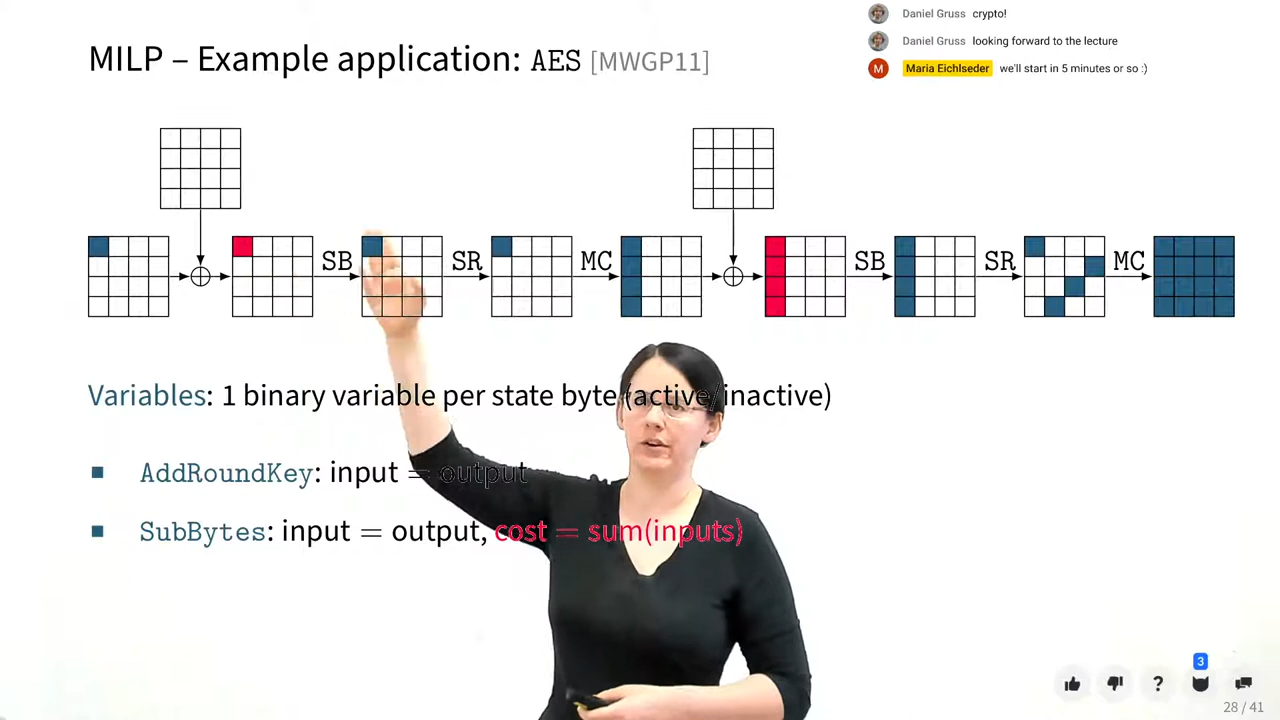 MILP – Example application: AES [MWGP11]
Daniel Gruss crypto!
Daniel Gruss looking forward to the lecture
M Maria Eichlseder we'll start in 5 minutes or so :)
SB SR MC SB SR MC
Variables: 1 binary variable per state byte (active/inactive)
AddRoundKey: input = output
SubBytes: input = output, cost = sum(inputs)
3
?
28 / 41